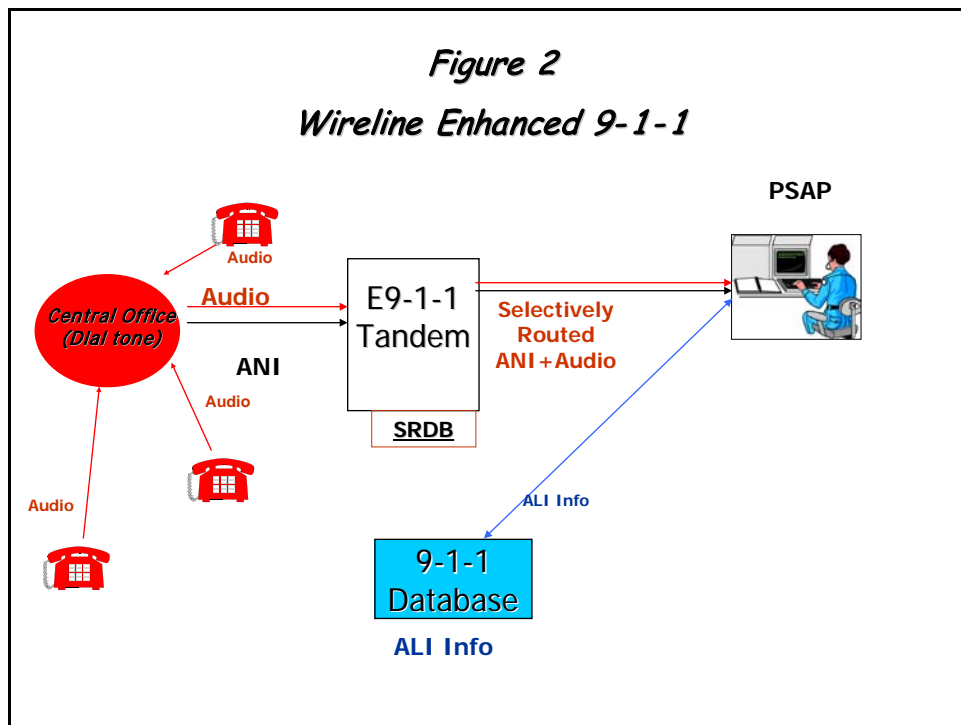 Figure 2
Wireline Enhanced 9-1-1
PSAP
Audio
Central Office
(Dial tone)
Audio
ANI
E9-1-1
Tandem
SRDB
Selectively
Routed
ANI+Audio
Audio
Audio
ALI Info
9-1-1
Database
ALI Info